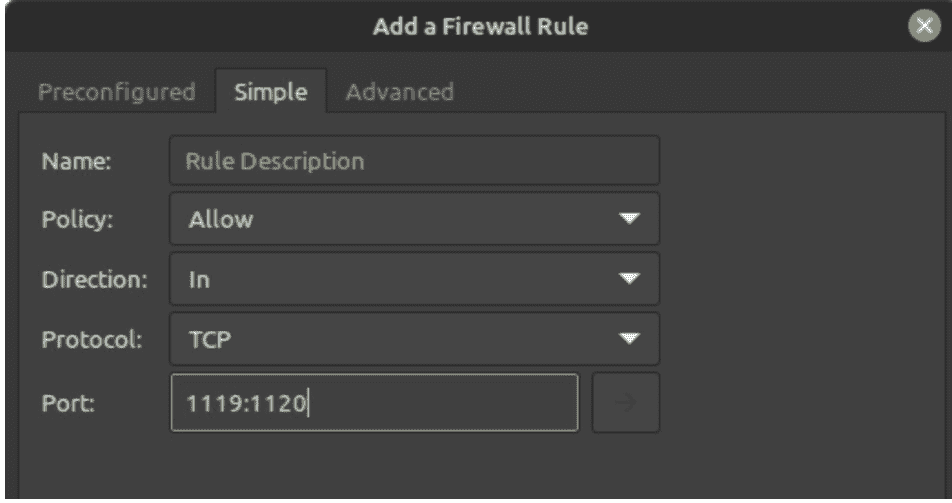 Add a Firewall Rule
Preconfigured Simple Advanced
Name: Rule Description
Policy: Allow
Direction: In
Protocol: TCP
Port: 1119:1120